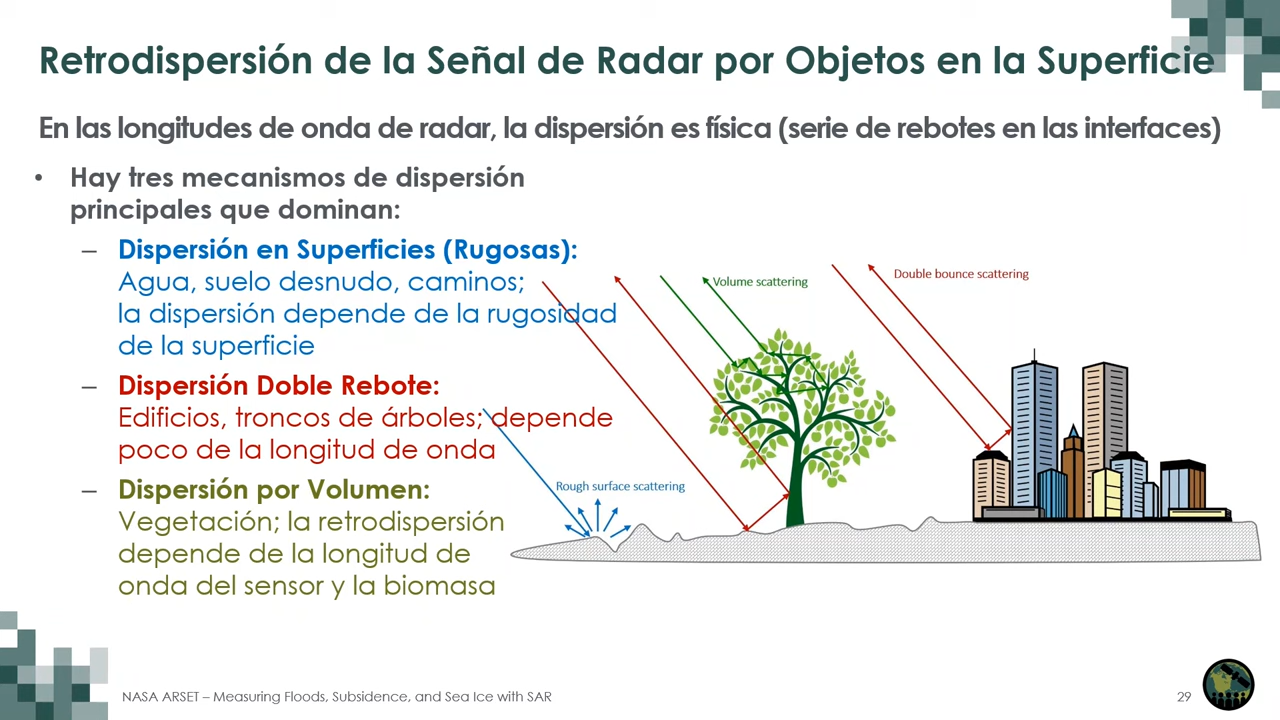 Retrodispersión de la Señal de Radar por Objetos en la Superficie
En las longitudes de onda de radar, la dispersión es física (serie de rebotes en las interfaces)
• Hay tres mecanismos de dispersión
principales que dominan:
– Dispersión en Superficies (Rugosas):
Agua, suelo desnudo, caminos;
la dispersión depende de la rugosidad
de la superficie
– Dispersión Doble Rebote:
Edificios, troncos de árboles; depende
poco de la longitud de onda
– Dispersión por Volumen:
Vegetación; la retrodispersión
depende de la longitud de
onda del sensor y la biomasa
Volume scattering
Double bounce scattering
Rough surface scattering
NASA ARSET – Measuring Floods, Subsidence, and Sea Ice with SAR
29